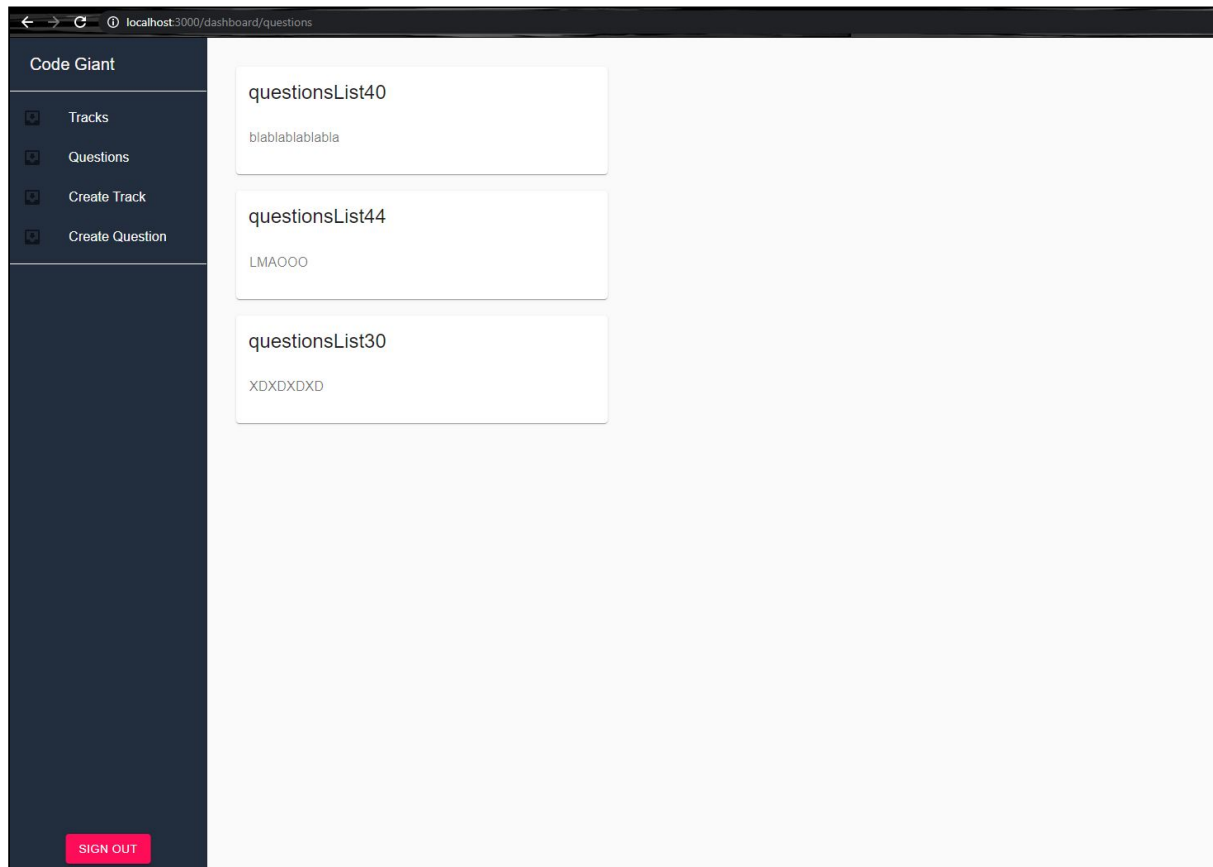 localhost:3000/dashboard/questions
Code Giant
Tracks
Questions
Create Track
Create Question
SIGN OUT
questionsList40
blablablablabla
questionsList44
LMAOOO
questionsList30
XDXDXDXD